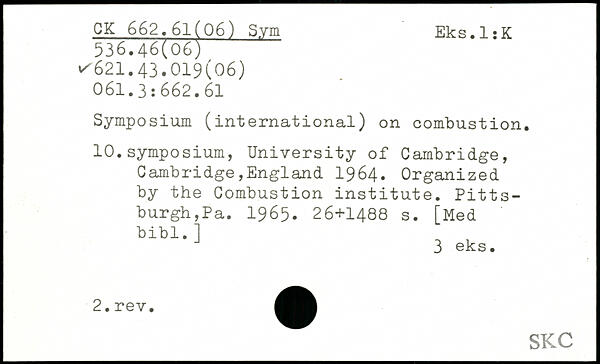 CK 662.61(06) Sym Eks.1:K
536.46(06)
✓621.43.019(06)
061.3:662.61
Symposium (international) on combustion.
10.symposium, University of Cambridge,
Cambridge,England 1964. Organized
by the Combustion institute. Pitts-
burgh,Pa. 1965. 26+1488 s. [Med
bibl.]
3 eks.
2.rev.
SKC